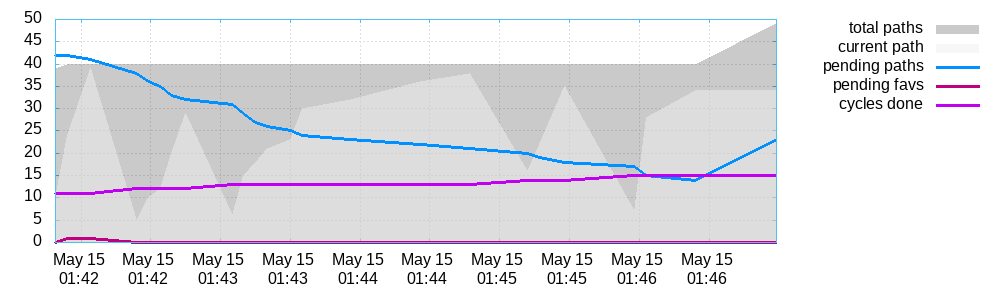 50
45
40
35
30
25
20
15
10
5
0
May 15 May 15 May 15 May 15 May 15 May 15 May 15 May 15 May 15 May 15
01:42 01:42 01:43 01:43 01:44 01:44 01:45 01:45 01:46 01:46
total paths
current path
pending paths
pending favs
cycles done